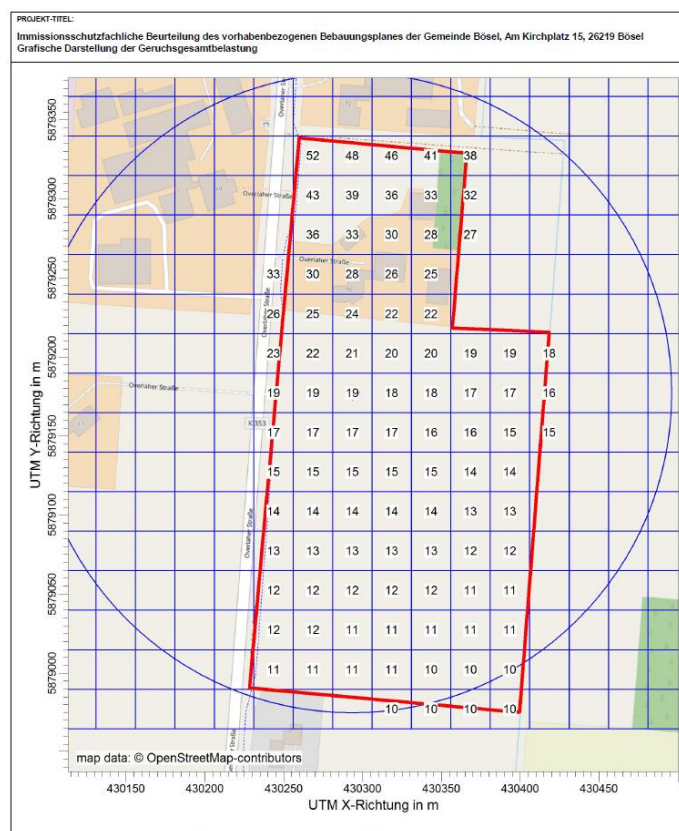 PROJEKT-TITEL:
Immissionsschutzfachliche Beurteilung des vorhabenbezogenen Bebauungsplanes der Gemeinde Bösel, Am Kirchplatz 15, 26219 Bösel
Grafische Darstellung der Geruchsgesamtbelastung
UTM Y-Richtung in m
5879350
5879300
5879250
5879200
5879150
5879100
5879050
5879000
52 48 46 41 38
43 39 36 33 32
Overlaher Straße
36 33 30 28 27
Overlaher Straße
33 30 28 26 25
26 25 24 22 22
Overlaher Straße
23 22 21 20 20 19 19 18
Overlaher Straße
19 19 19 18 18 17 17 16
K 353
17 17 17 17 16 16 15 15
15 15 15 15 15 14 14
14 14 14 14 14 13 13
Overlaher Straße
13 13 13 13 13 12 12
12 12 12 12 12 11 11
12 12 11 11 11 11 11
11 11 11 11 10 10 10
10 10 10 10
map data: © OpenStreetMap-contributors
430150 430200 430250 430300 430350 430400 430450
UTM X-Richtung in m